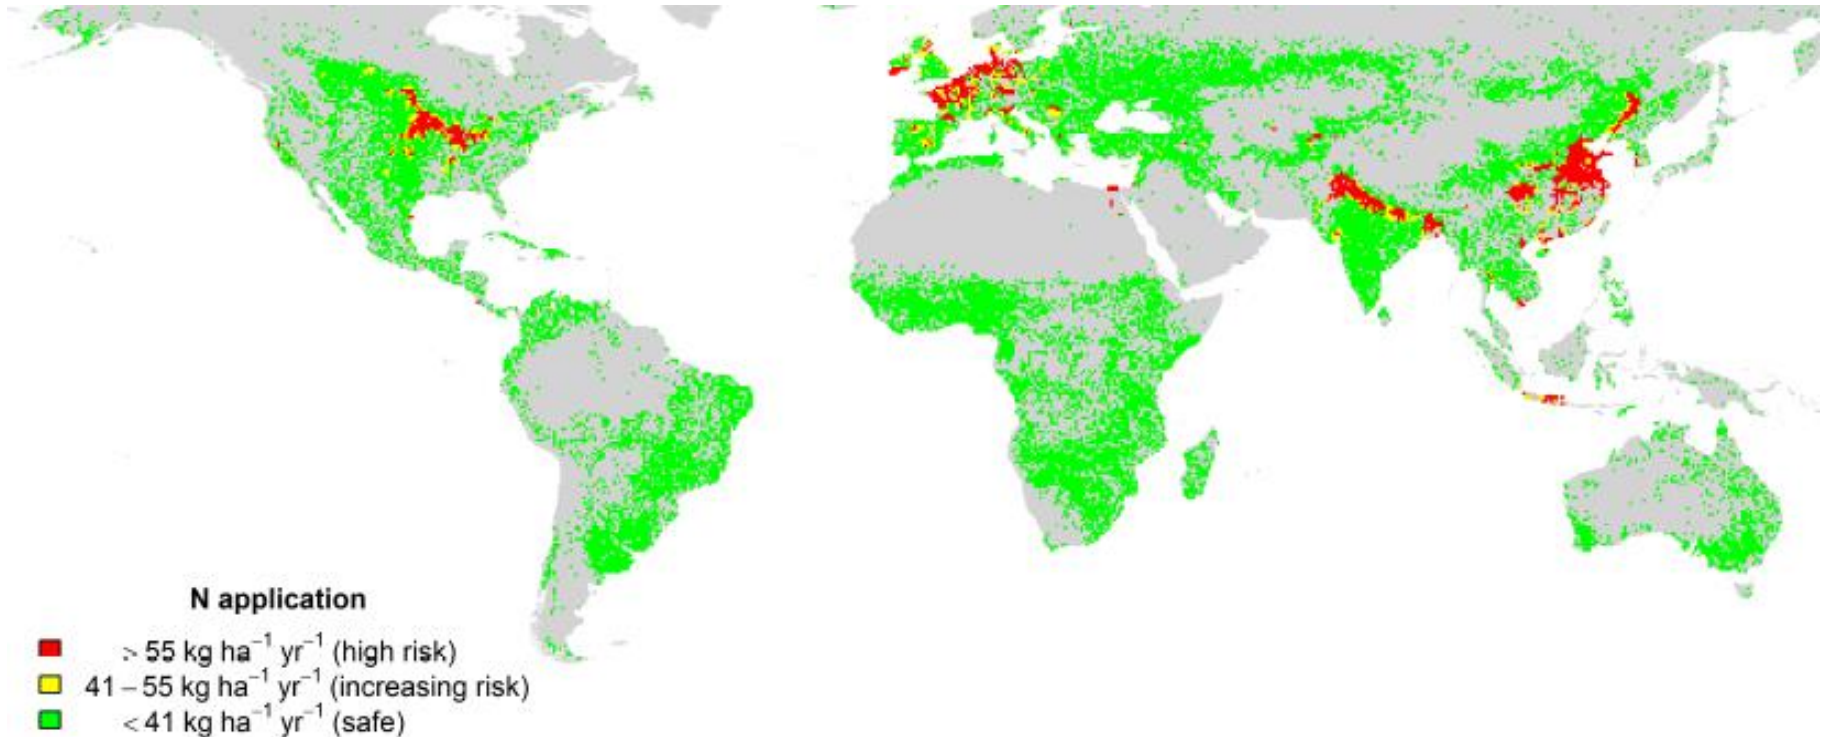 N application
> 55 kg ha⁻¹ yr⁻¹ (high risk)
41 – 55 kg ha⁻¹ yr⁻¹ (increasing risk)
< 41 kg ha⁻¹ yr⁻¹ (safe)